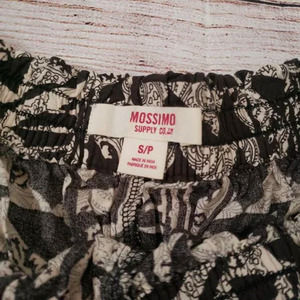 MOSSIMO
SUPPLY CO.
S/P
MADE IN INDIA
FABRIQUÉ EN INDE